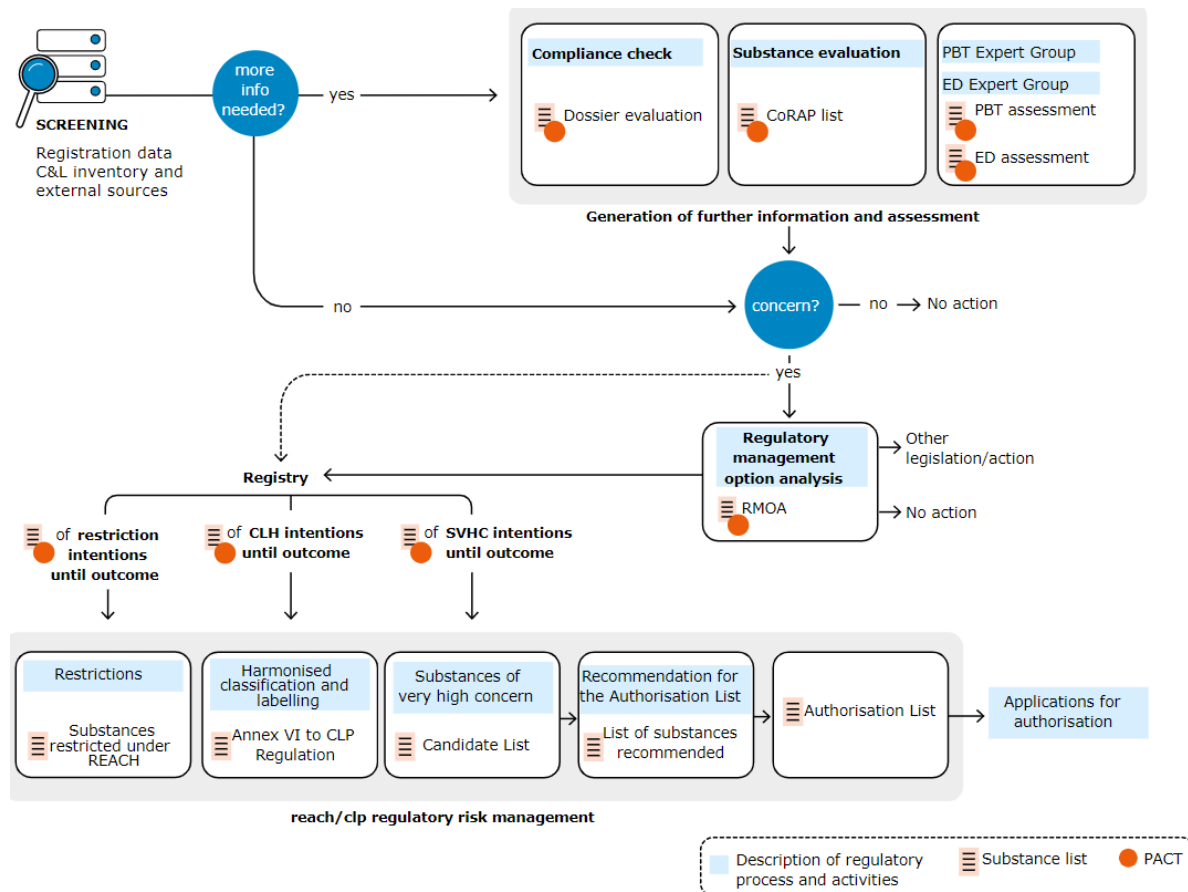 more
info
needed?
yes
SCREENING
Registration data
C&L inventory and
external sources
Compliance check
Dossier evaluation
Substance evaluation
CoRAP list
PBT Expert Group
ED Expert Group
PBT assessment
ED assessment
Generation of further information and assessment
no
concern?
no
No action
yes
Regulatory
management
option analysis
RMOA
Other
legislation/action
No action
Registry
of restriction
intentions
until outcome
of CLH intentions
until outcome
of SVHC intentions
until outcome
Restrictions
Substances
restricted under
REACH
Harmonised
classification and
labelling
Annex VI to CLP
Regulation
Substances of
very high concern
Candidate List
Recommendation for
the Authorisation List
List of substances
recommended
Authorisation List
Applications for
authorisation
reach/clp regulatory risk management
Description of regulatory
process and activities
Substance list
PACT